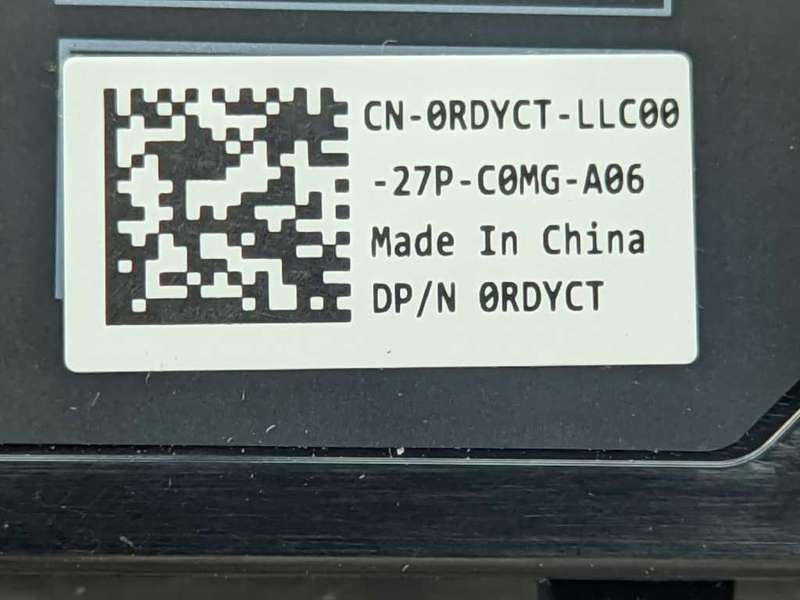 CN-0RDYCT-LLC00
-27P-C0MG-A06
Made In China
DP/N 0RDYCT